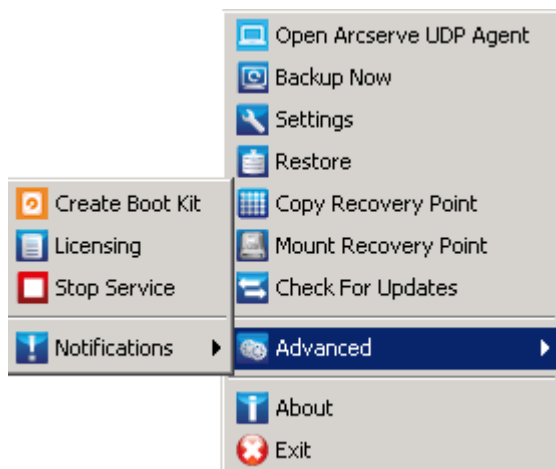 Open Arcserve UDP Agent
Backup Now
Settings
Restore
Copy Recovery Point
Mount Recovery Point
Check For Updates
Advanced
Create Boot Kit
Licensing
Stop Service
Notifications
About
Exit